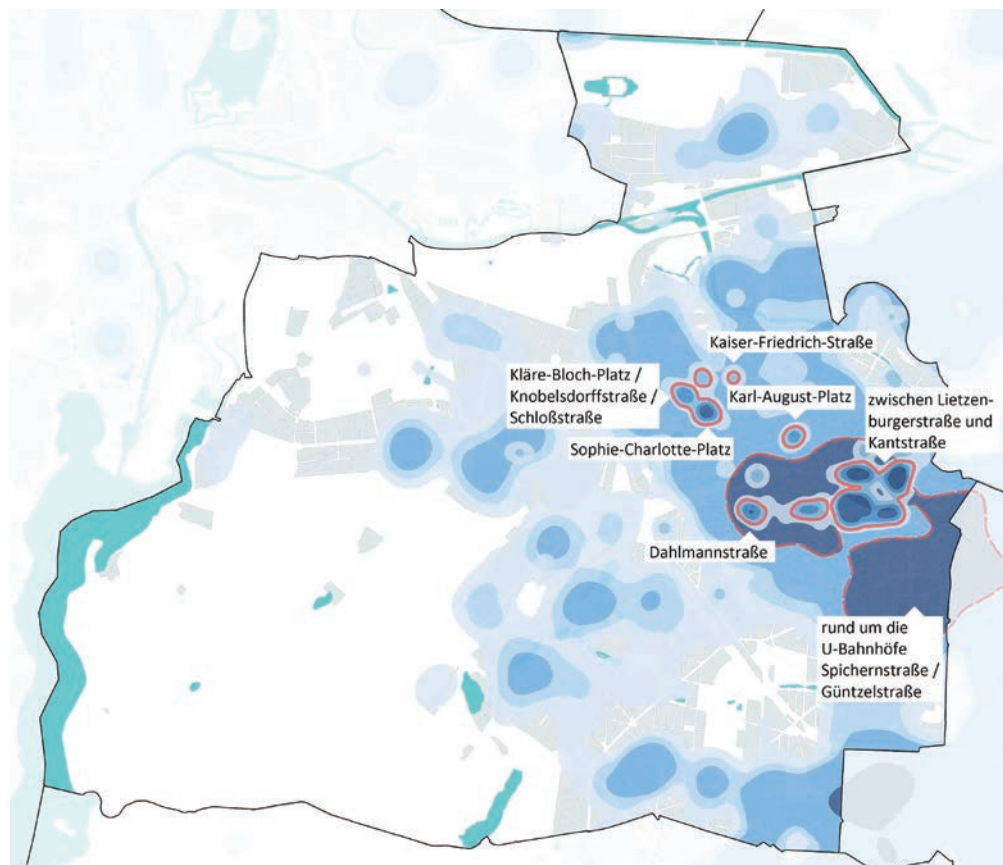 Kaiser-Friedrich-Straße
Kläre-Bloch-Platz /
Knobelsdorffstraße /
Schloßstraße
Karl-August-Platz
zwischen Lietzen-
burgerstraße und
Kantstraße
Sophie-Charlotte-Platz
Dahlmannstraße
rund um die
U-Bahnhöfe
Spichernstraße /
Güntzelstraße